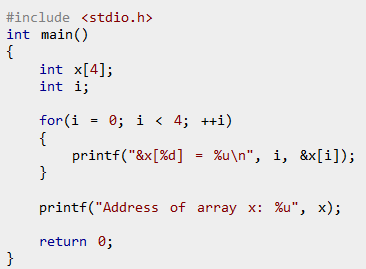 #include <stdio.h>
int main()
{
    int x[4];
    int i;

    for(i = 0; i < 4; ++i)
    {
        printf("&x[%d] = %u\n", i, &x[i]);
    }

    printf("Address of array x: %u", x);

    return 0;
}